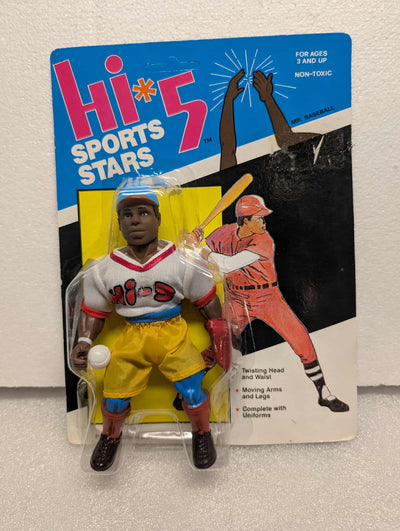 hi*5
SPORTS
STARS
TM
FOR AGES
3 AND UP
NON-TOXIC
MR. BASEBALL
Hi-5
Twisting Head
and Waist
• Moving Arms
and Legs
• Complete with
Uniforms